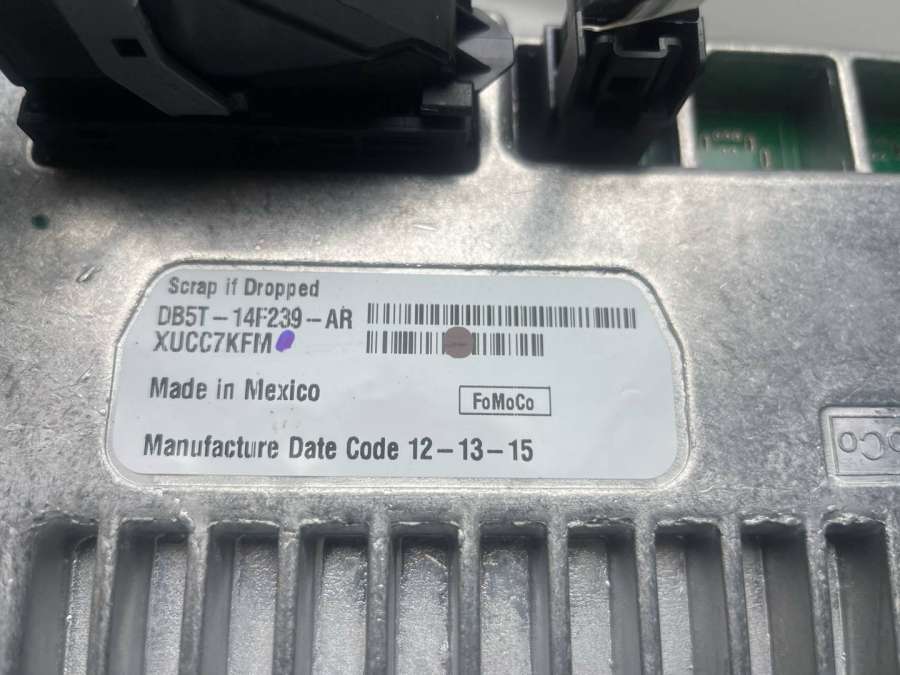 Scrap if Dropped
DB5T-14F239-AR
XUCC7KFM
Made in Mexico
FoMoCo
Manufacture Date Code 12-13-15